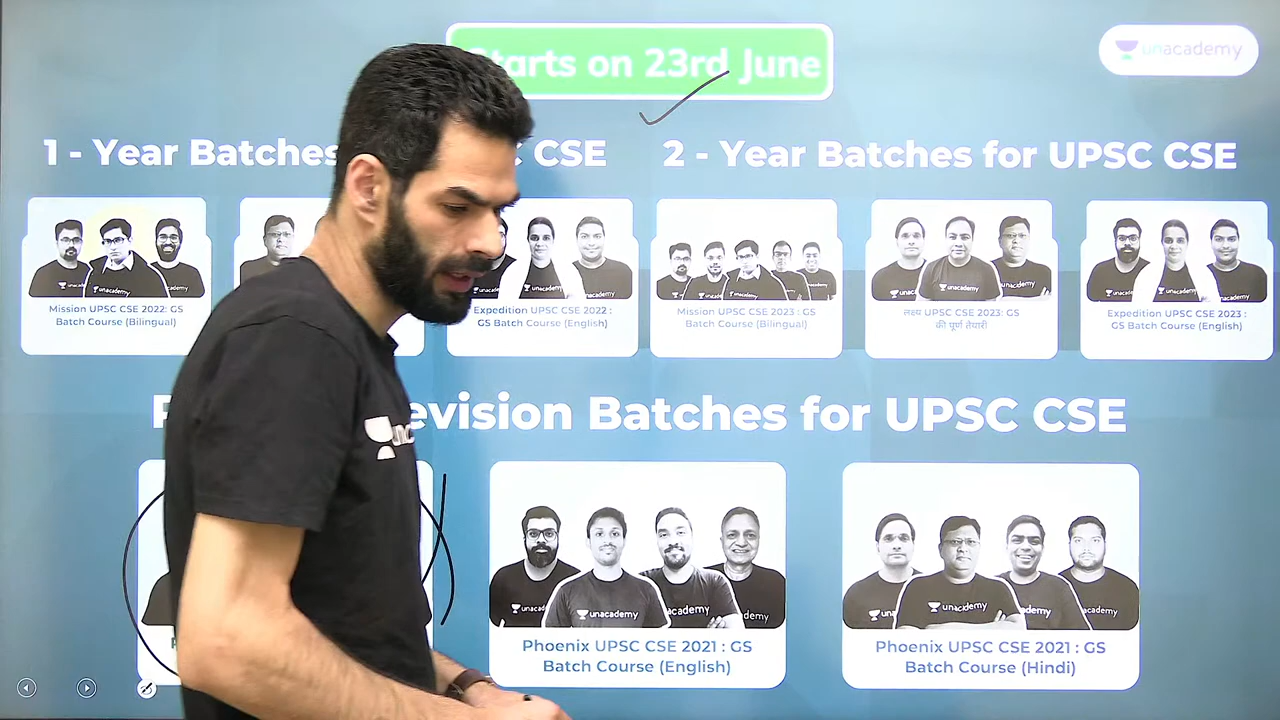 arts on 23rd June
unacademy
1 - Year Batches CSE
2 - Year Batches for UPSC CSE
Mission UPSC CSE 2022: GS
Batch Course (Bilingual)
Expedition UPSC CSE 2022 :
GS Batch Course (English)
Mission UPSC CSE 2023 : GS
Batch Course (Bilingual)
लक्ष्य UPSC CSE 2023: GS
की पूर्ण तैयारी
Expedition UPSC CSE 2023 :
GS Batch Course (English)
evision Batches for UPSC CSE
unacademy
Phoenix UPSC CSE 2021 : GS
Batch Course (English)
unacademy
Phoenix UPSC CSE 2021 : GS
Batch Course (Hindi)